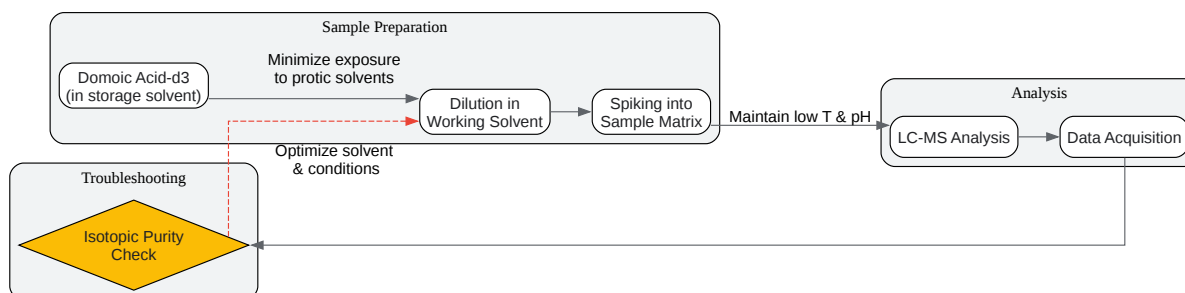 Sample Preparation
Domoic Acid-d3
(in storage solvent)
Minimize exposure
to protic solvents
Dilution in
Working Solvent
Spiking into
Sample Matrix
Optimize solvent
& conditions
Maintain low T & pH
Analysis
LC-MS Analysis
Data Acquisition
Troubleshooting
Isotopic Purity
Check